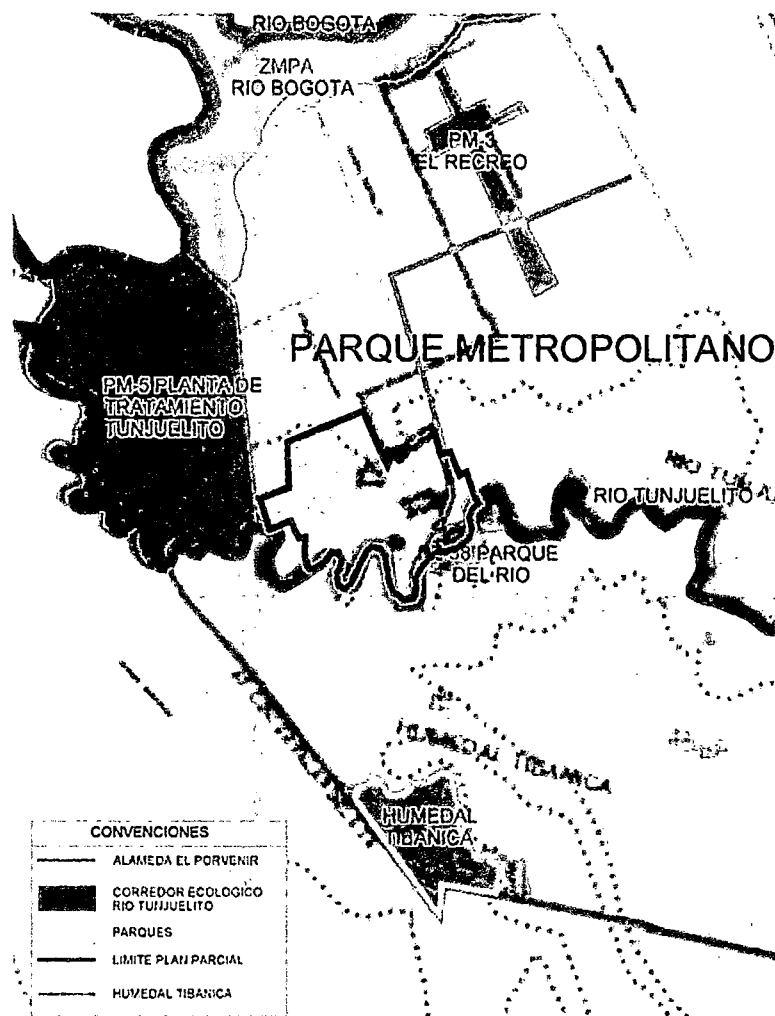 RIO BOGOTA
ZMPA
RIO BOGOTA
PM-3
EL RECREO
PARQUE METROPOLITANO
PM-5 PLANTA DE
TRATAMIENTO
TUNJUELITO
RIO TUNJUELITO
PARQUE
DEL RIO
HUMEDAL TIBANICA
HUMEDAL
TIBANICA
CONVENCIONES
ALAMEDA EL PORVENIR
CORREDOR ECOLOGICO
RIO TUNJUELITO
PARQUES
LIMITE PLAN PARCIAL
HUMEDAL TIBANICA